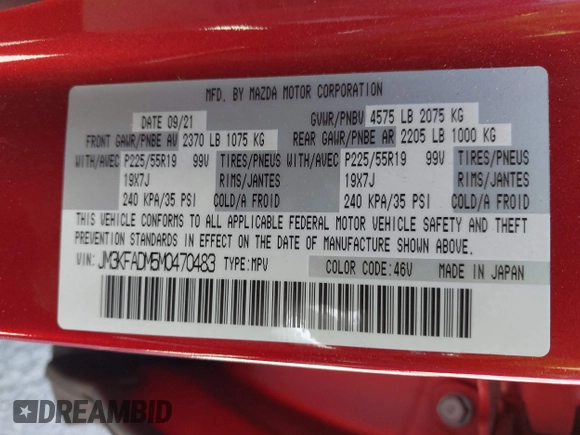 MFD. BY MAZDA MOTOR CORPORATION
DATE 09/21 GVWR/PNBV 4575 LB 2075 KG
FRONT GAWR/PNBE AV 2370 LB 1075 KG REAR GAWR/PNBE AR 2205 LB 1000 KG
WITH/AVEC P225/55R19 99V TIRES/PNEUS WITH/AVEC P225/55R19 99V TIRES/PNEUS
19X7J RIMS/JANTES 19X7J RIMS/JANTES
240 KPA/35 PSI COLD/A FROID 240 KPA/35 PSI COLD/A FROID
THIS VEHICLE CONFORMS TO ALL APPLICABLE FEDERAL MOTOR VEHICLE SAFETY AND THEFT
PREVENTION STANDARDS IN EFFECT ON THE DATE OF MANUFACTURE SHOWN ABOVE.
VIN: JM3KFADM5M0470483 TYPE:MPV COLOR CODE:46V MADE IN JAPAN
DREAMBID